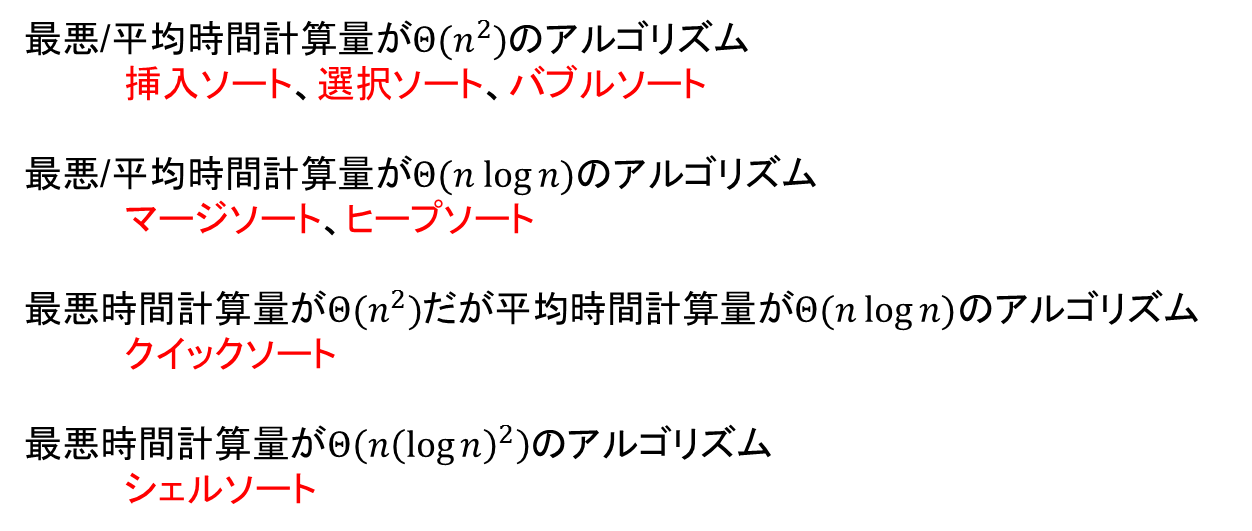 最悪/平均時間計算量がΘ(n²)のアルゴリズム
挿入ソート、選択ソート、バブルソート
最悪/平均時間計算量がΘ(n log n)のアルゴリズム
マージソート、ヒープソート
最悪時間計算量がΘ(n²)だが平均時間計算量がΘ(n log n)のアルゴリズム
クイックソート
最悪時間計算量がΘ(n(log n)²)のアルゴリズム
シェルソート